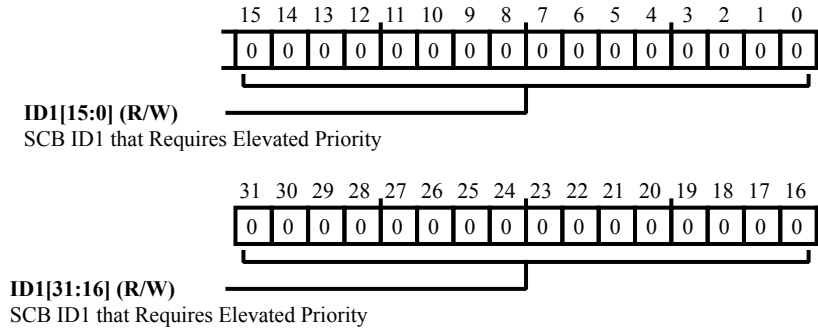 15 14 13 12 11 10 9 8 7 6 5 4 3 2 1 0
0 0 0 0 0 0 0 0 0 0 0 0 0 0 0 0
ID1[15:0] (R/W)
SCB ID1 that Requires Elevated Priority
31 30 29 28 27 26 25 24 23 22 21 20 19 18 17 16
0 0 0 0 0 0 0 0 0 0 0 0 0 0 0 0
ID1[31:16] (R/W)
SCB ID1 that Requires Elevated Priority